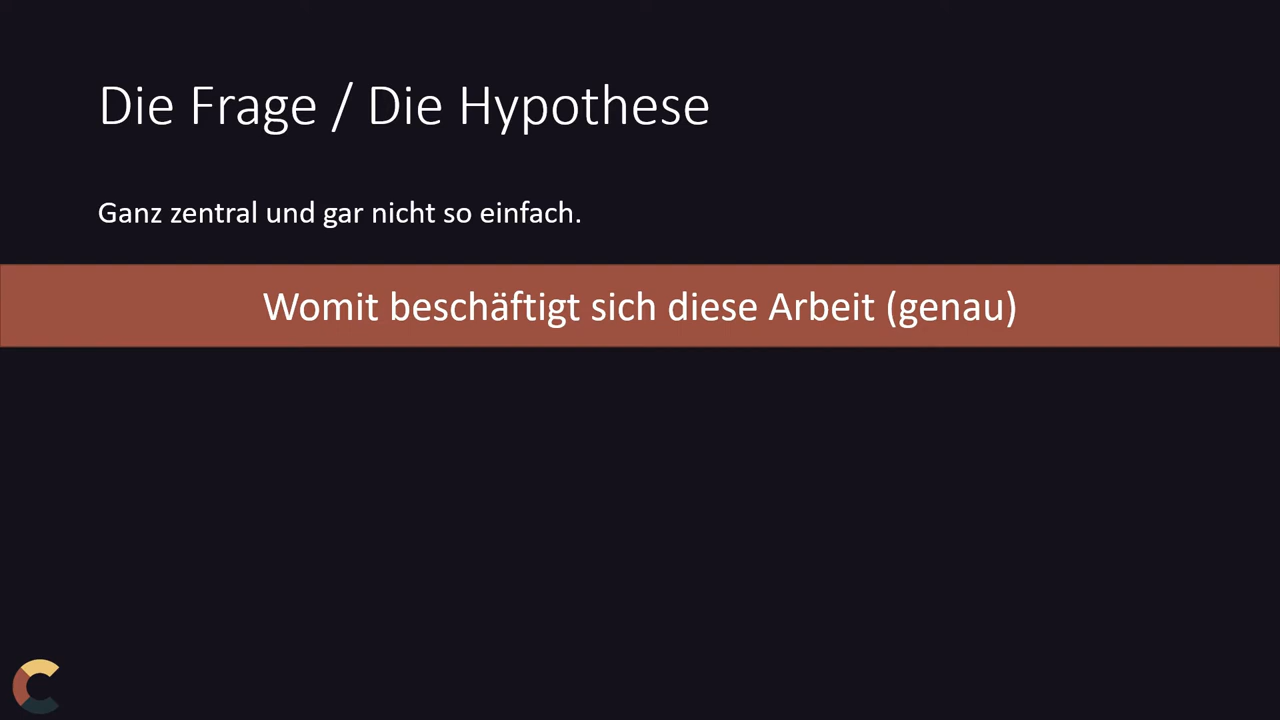 Die Frage / Die Hypothese
Ganz zentral und gar nicht so einfach.
Womit beschäftigt sich diese Arbeit (genau)